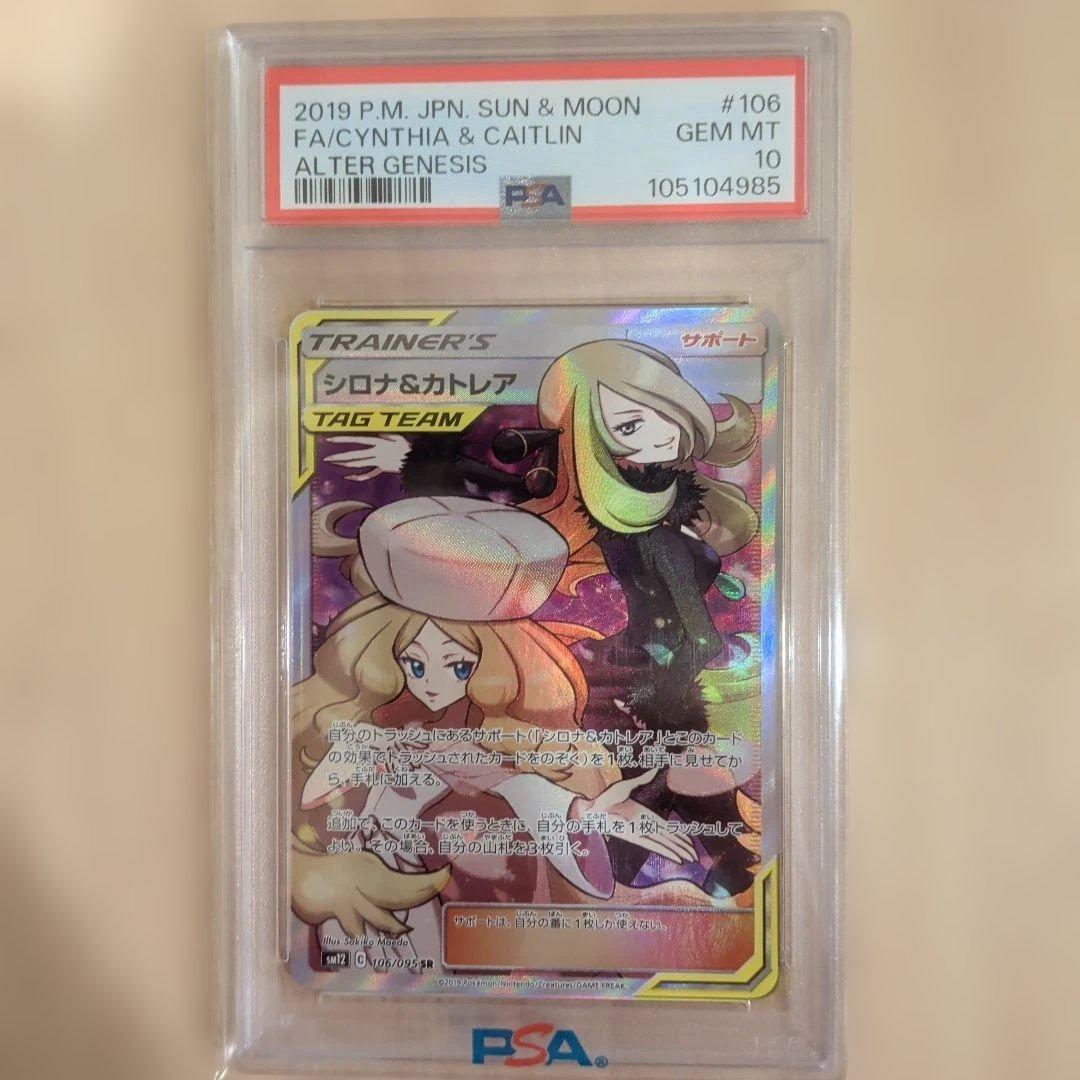 2019 P.M. JPN. SUN & MOON #106
FA/CYNTHIA & CAITLIN GEM MT
ALTER GENESIS 10
105104985
PSA
TRAINER'S サポート
シロナ&カトレア
TAG TEAM
自分のトラッシュにあるサポート(「シロナ&カトレア」とこのカード
の効果でトラッシュされたカードをのぞく)を1枚、相手に見せてか
ら、手札に加える。
追加で、このカードを使うときに、自分の手札を1枚トラッシュして
よい。その場合、自分の山札を3枚引く。
サポートは、自分の番に1枚しか使えない。
Illus. Sakiko Maeda
SM12 C 106/095 SR
©2019 Pokémon/Nintendo/Creatures/GAME FREAK.
PSA®